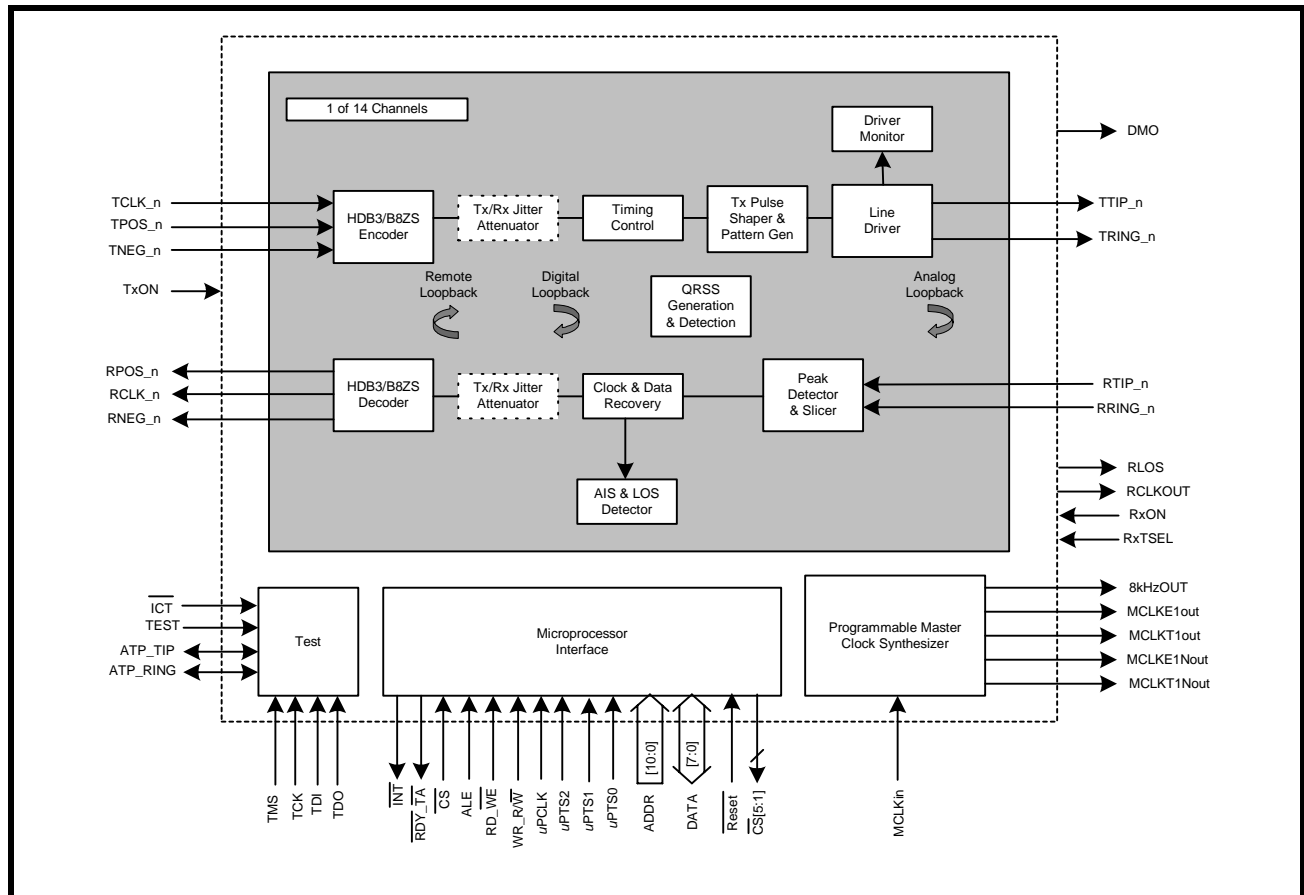 1 of 14 Channels
Driver
Monitor
DMO
TCLK_n
TPOS_n
TNEG_n
HDB3/B8ZS
Encoder
Tx/Rx Jitter
Attenuator
Timing
Control
Tx Pulse
Shaper &
Pattern Gen
Line
Driver
TTIP_n
TRING_n
TxON
Remote
Loopback
Digital
Loopback
QRSS
Generation
& Detection
Analog
Loopback
RPOS_n
RCLK_n
RNEG_n
HDB3/B8ZS
Decoder
Tx/Rx Jitter
Attenuator
Clock & Data
Recovery
Peak
Detector
& Slicer
RTIP_n
RRING_n
AIS & LOS
Detector
RLOS
RCLKOUT
RxON
RxTSEL
ICT
TEST
ATP_TIP
ATP_RING
Test
Microprocessor
Interface
Programmable Master
Clock Synthesizer
8kHzOUT
MCLKE1out
MCLKT1out
MCLKE1Nout
MCLKT1Nout
TMS
TCK
TDI
TDO
INT
RDY_TA
CS
ALE
RD_WE
WR_R/W
uPCLK
uPTS2
uPTS1
uPTS0
[10:0]
ADDR
[7:0]
DATA
Reset
CS[5:1]
MCLKin